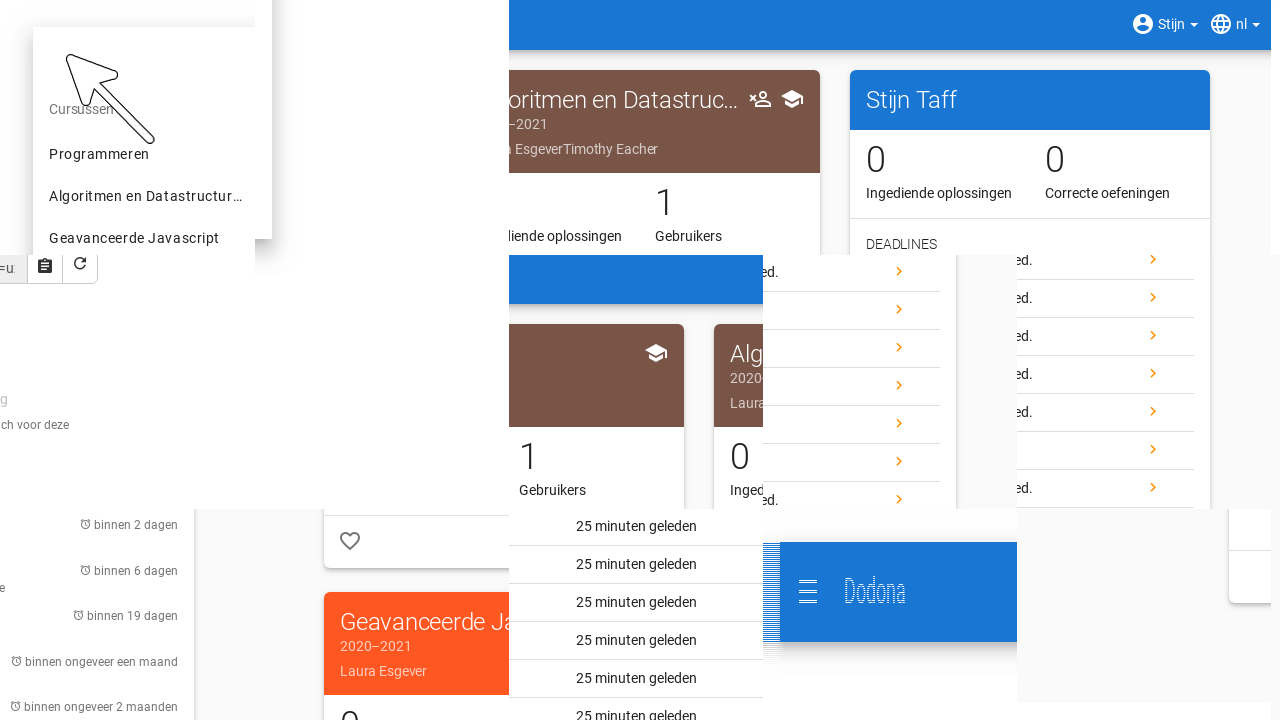 Stijn
nl
Cursussen
Programmeren
Algoritmen en Datastructur…
Geavanceerde Javascript
oritmen en Datastruc…
–2021
EsgeverTimothy Eacher
1
diende oplossingen
Gebruikers
Stijn Taff
0
0
Ingediende oplossingen
Correcte oefeningen
DEADLINES
=u:
g
ch voor deze
1
Gebruikers
Alg
2020-
Laura
0
Inged
ed.
ed.
ed.
ed.
ed.
ed.
ed.
ed.
binnen 2 dagen
binnen 6 dagen
e
binnen 19 dagen
binnen ongeveer een maand
binnen ongeveer 2 maanden
Geavanceerde Ja
2020–2021
Laura Esgever
0
25 minuten geleden
25 minuten geleden
25 minuten geleden
25 minuten geleden
25 minuten geleden
25 minuten geleden
Dodona